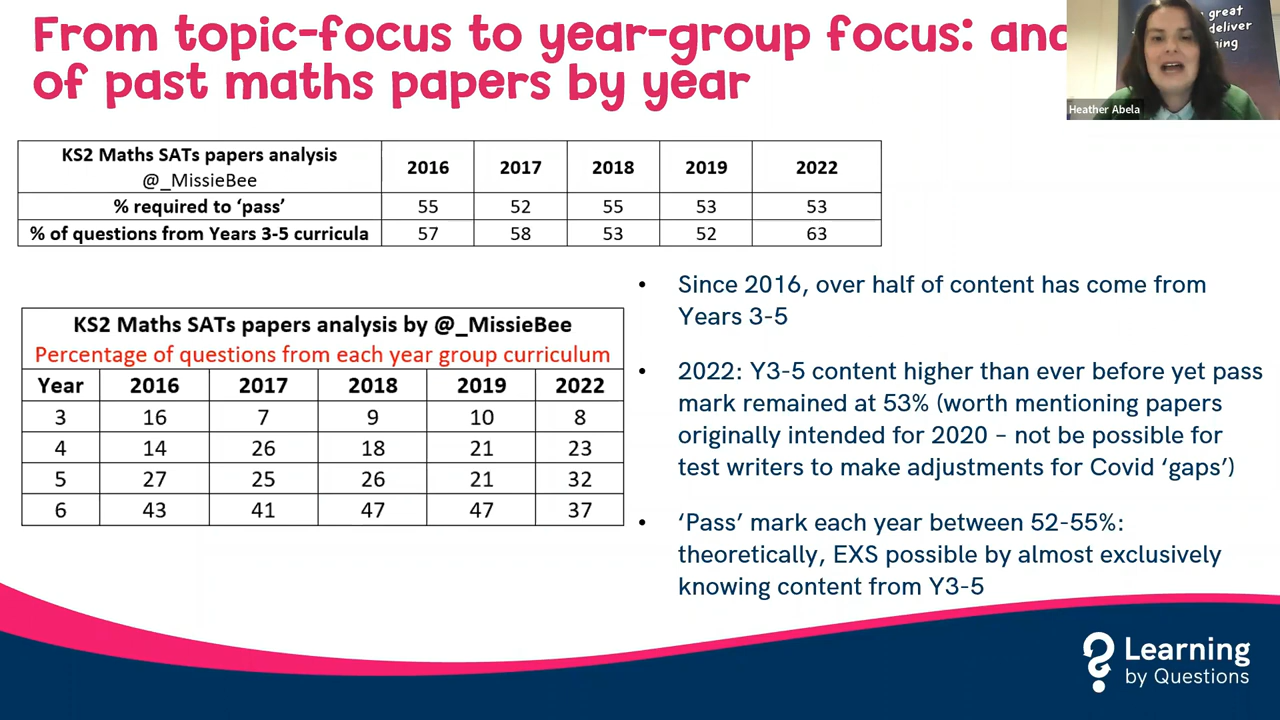 From topic-focus to year-group focus:
of past maths papers by year
great
deliver
Heather Abela
KS2 Maths SATs papers analysis
@_MissieBee
2016 2017 2018 2019 2022
% required to ‘pass’ 55 52 55 53 53
% of questions from Years 3-5 curricula 57 58 53 52 63
KS2 Maths SATs papers analysis by @_MissieBee
Percentage of questions from each year group curriculum
Year 2016 2017 2018 2019 2022
3 16 7 9 10 8
4 14 26 18 21 23
5 27 25 26 21 32
6 43 41 47 47 37
• Since 2016, over half of content has come from
Years 3-5
• 2022: Y3-5 content higher than ever before yet pass
mark remained at 53% (worth mentioning papers
originally intended for 2020 – not be possible for
test writers to make adjustments for Covid ‘gaps’)
• ‘Pass’ mark each year between 52-55%:
theoretically, EXS possible by almost exclusively
knowing content from Y3-5
Learning
by Questions